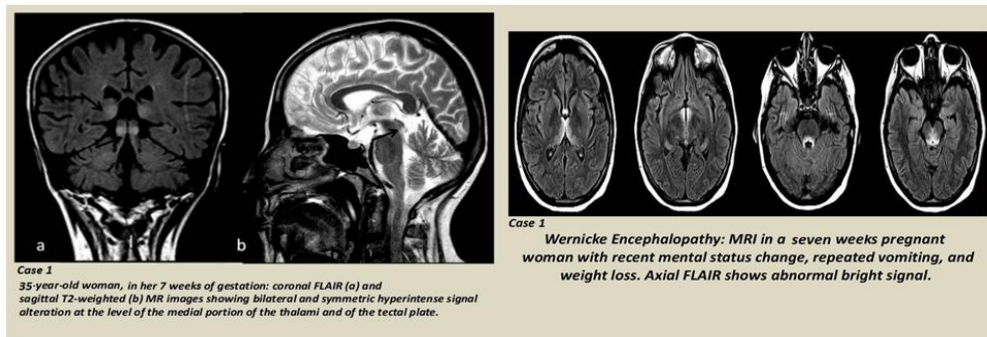 a
b
Case 1
35-year-old woman, in her 7 weeks of gestation: coronal FLAIR (a) and
sagittal T2-weighted (b) MR images showing bilateral and symmetric hyperintense signal
alteration at the level of the medial portion of the thalami and of the tectal plate.
Case 1
Wernicke Encephalopathy: MRI in a seven weeks pregnant
woman with recent mental status change, repeated vomiting, and
weight loss. Axial FLAIR shows abnormal bright signal.